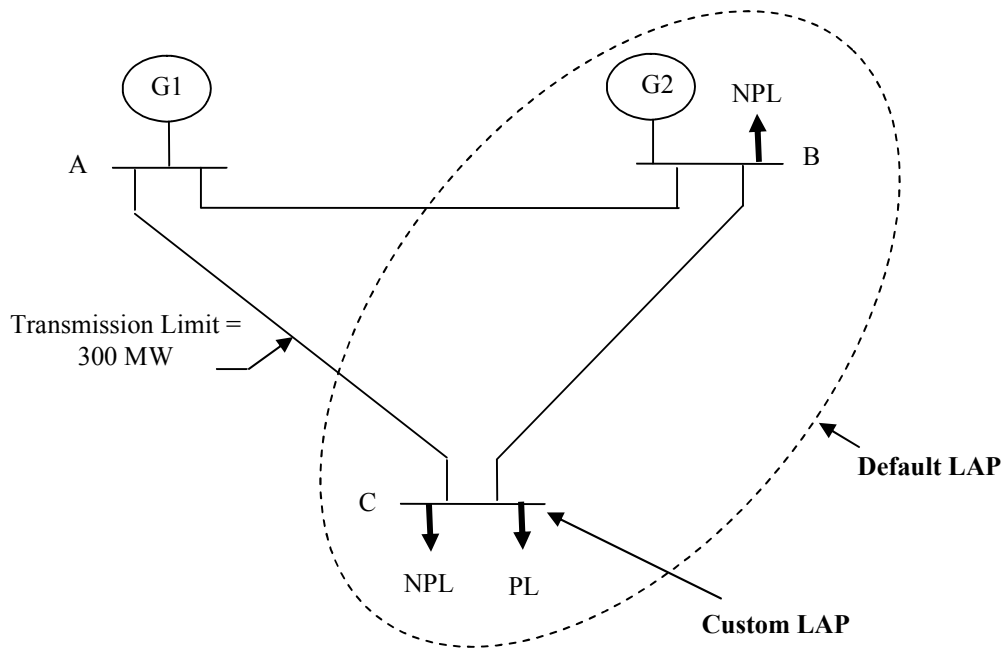 G1
G2
NPL
A
B
Transmission Limit =
300 MW
Default LAP
C
NPL
PL
Custom LAP